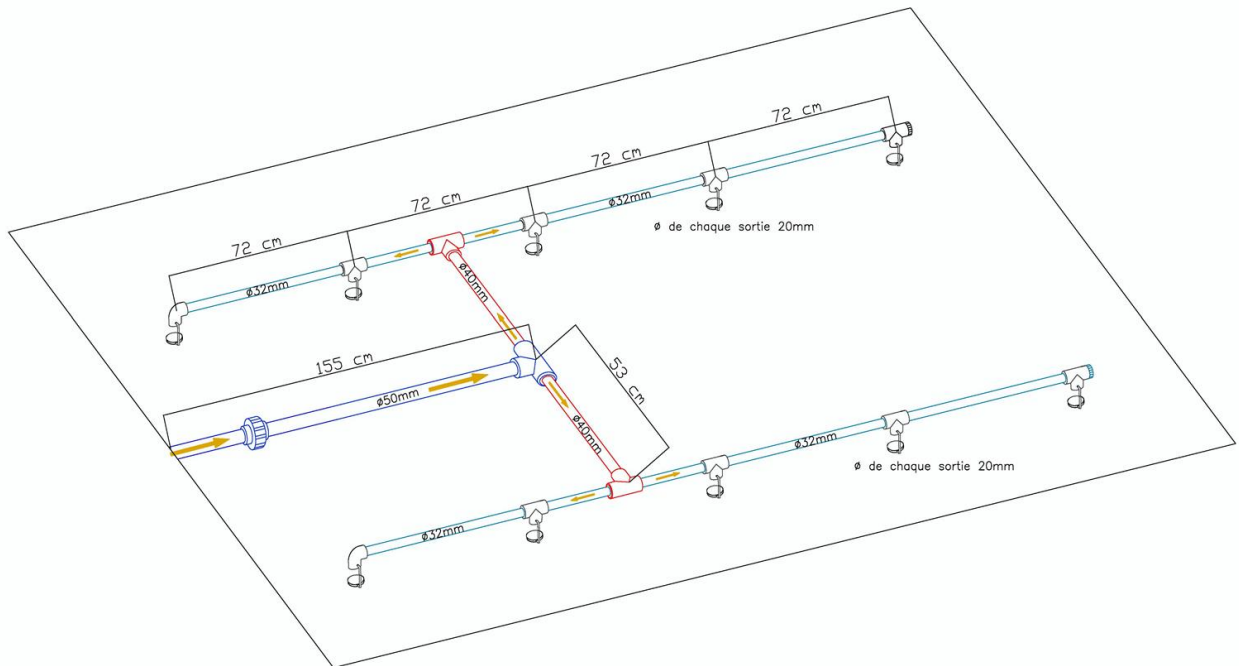 72 cm
72 cm
72 cm
72 cm
ø32mm
ø de chaque sortie 20mm
ø32mm
ø40mm
155 cm
ø50mm
53 cm
ø40mm
ø32mm
ø de chaque sortie 20mm
ø32mm